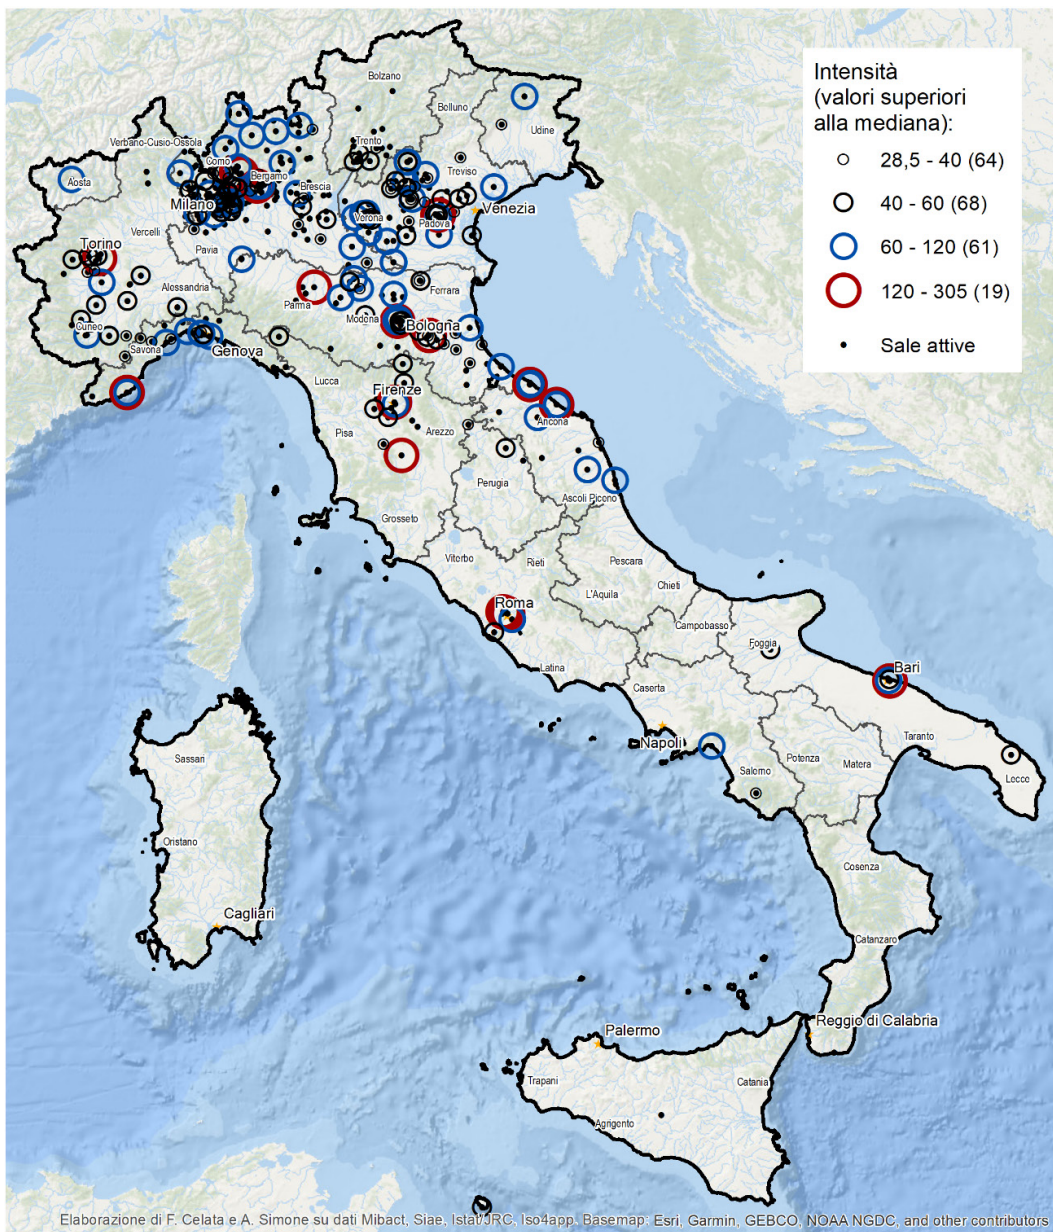 Intensità
(valori superiori
alla mediana):
28,5 - 40 (64)
40 - 60 (68)
60 - 120 (61)
120 - 305 (19)
Sale attive
Bolzano
Belluno
Udine
Verbano-Cusio-Ossola
Trento
Aosta
Como
Bergamo
Treviso
Brescia
Milano
Verona
Padova
Venezia
Vercelli
Torino
Pavia
Alessandria
Parma
Ferrara
Modena
Bologna
Cuneo
Savona
Genova
Lucca
Firenze
Pisa
Arezzo
Ancona
Perugia
Ascoli Piceno
Grosseto
Viterbo
Rieti
Pescara
L'Aquila
Chieti
Roma
Campobasso
Foggia
Latina
Caserta
Bari
Napoli
Taranto
Potenza
Matera
Salerno
Lecce
Sassari
Oristano
Cosenza
Cagliari
Catanzaro
Reggio di Calabria
Palermo
Trapani
Catania
Agrigento
Elaborazione di F. Celata e A. Simone su dati Mibact, Siae, Istat/JRC, Iso4app. Basemap: Esri, Garmin, GEBCO, NOAA NGDC, and other contributors